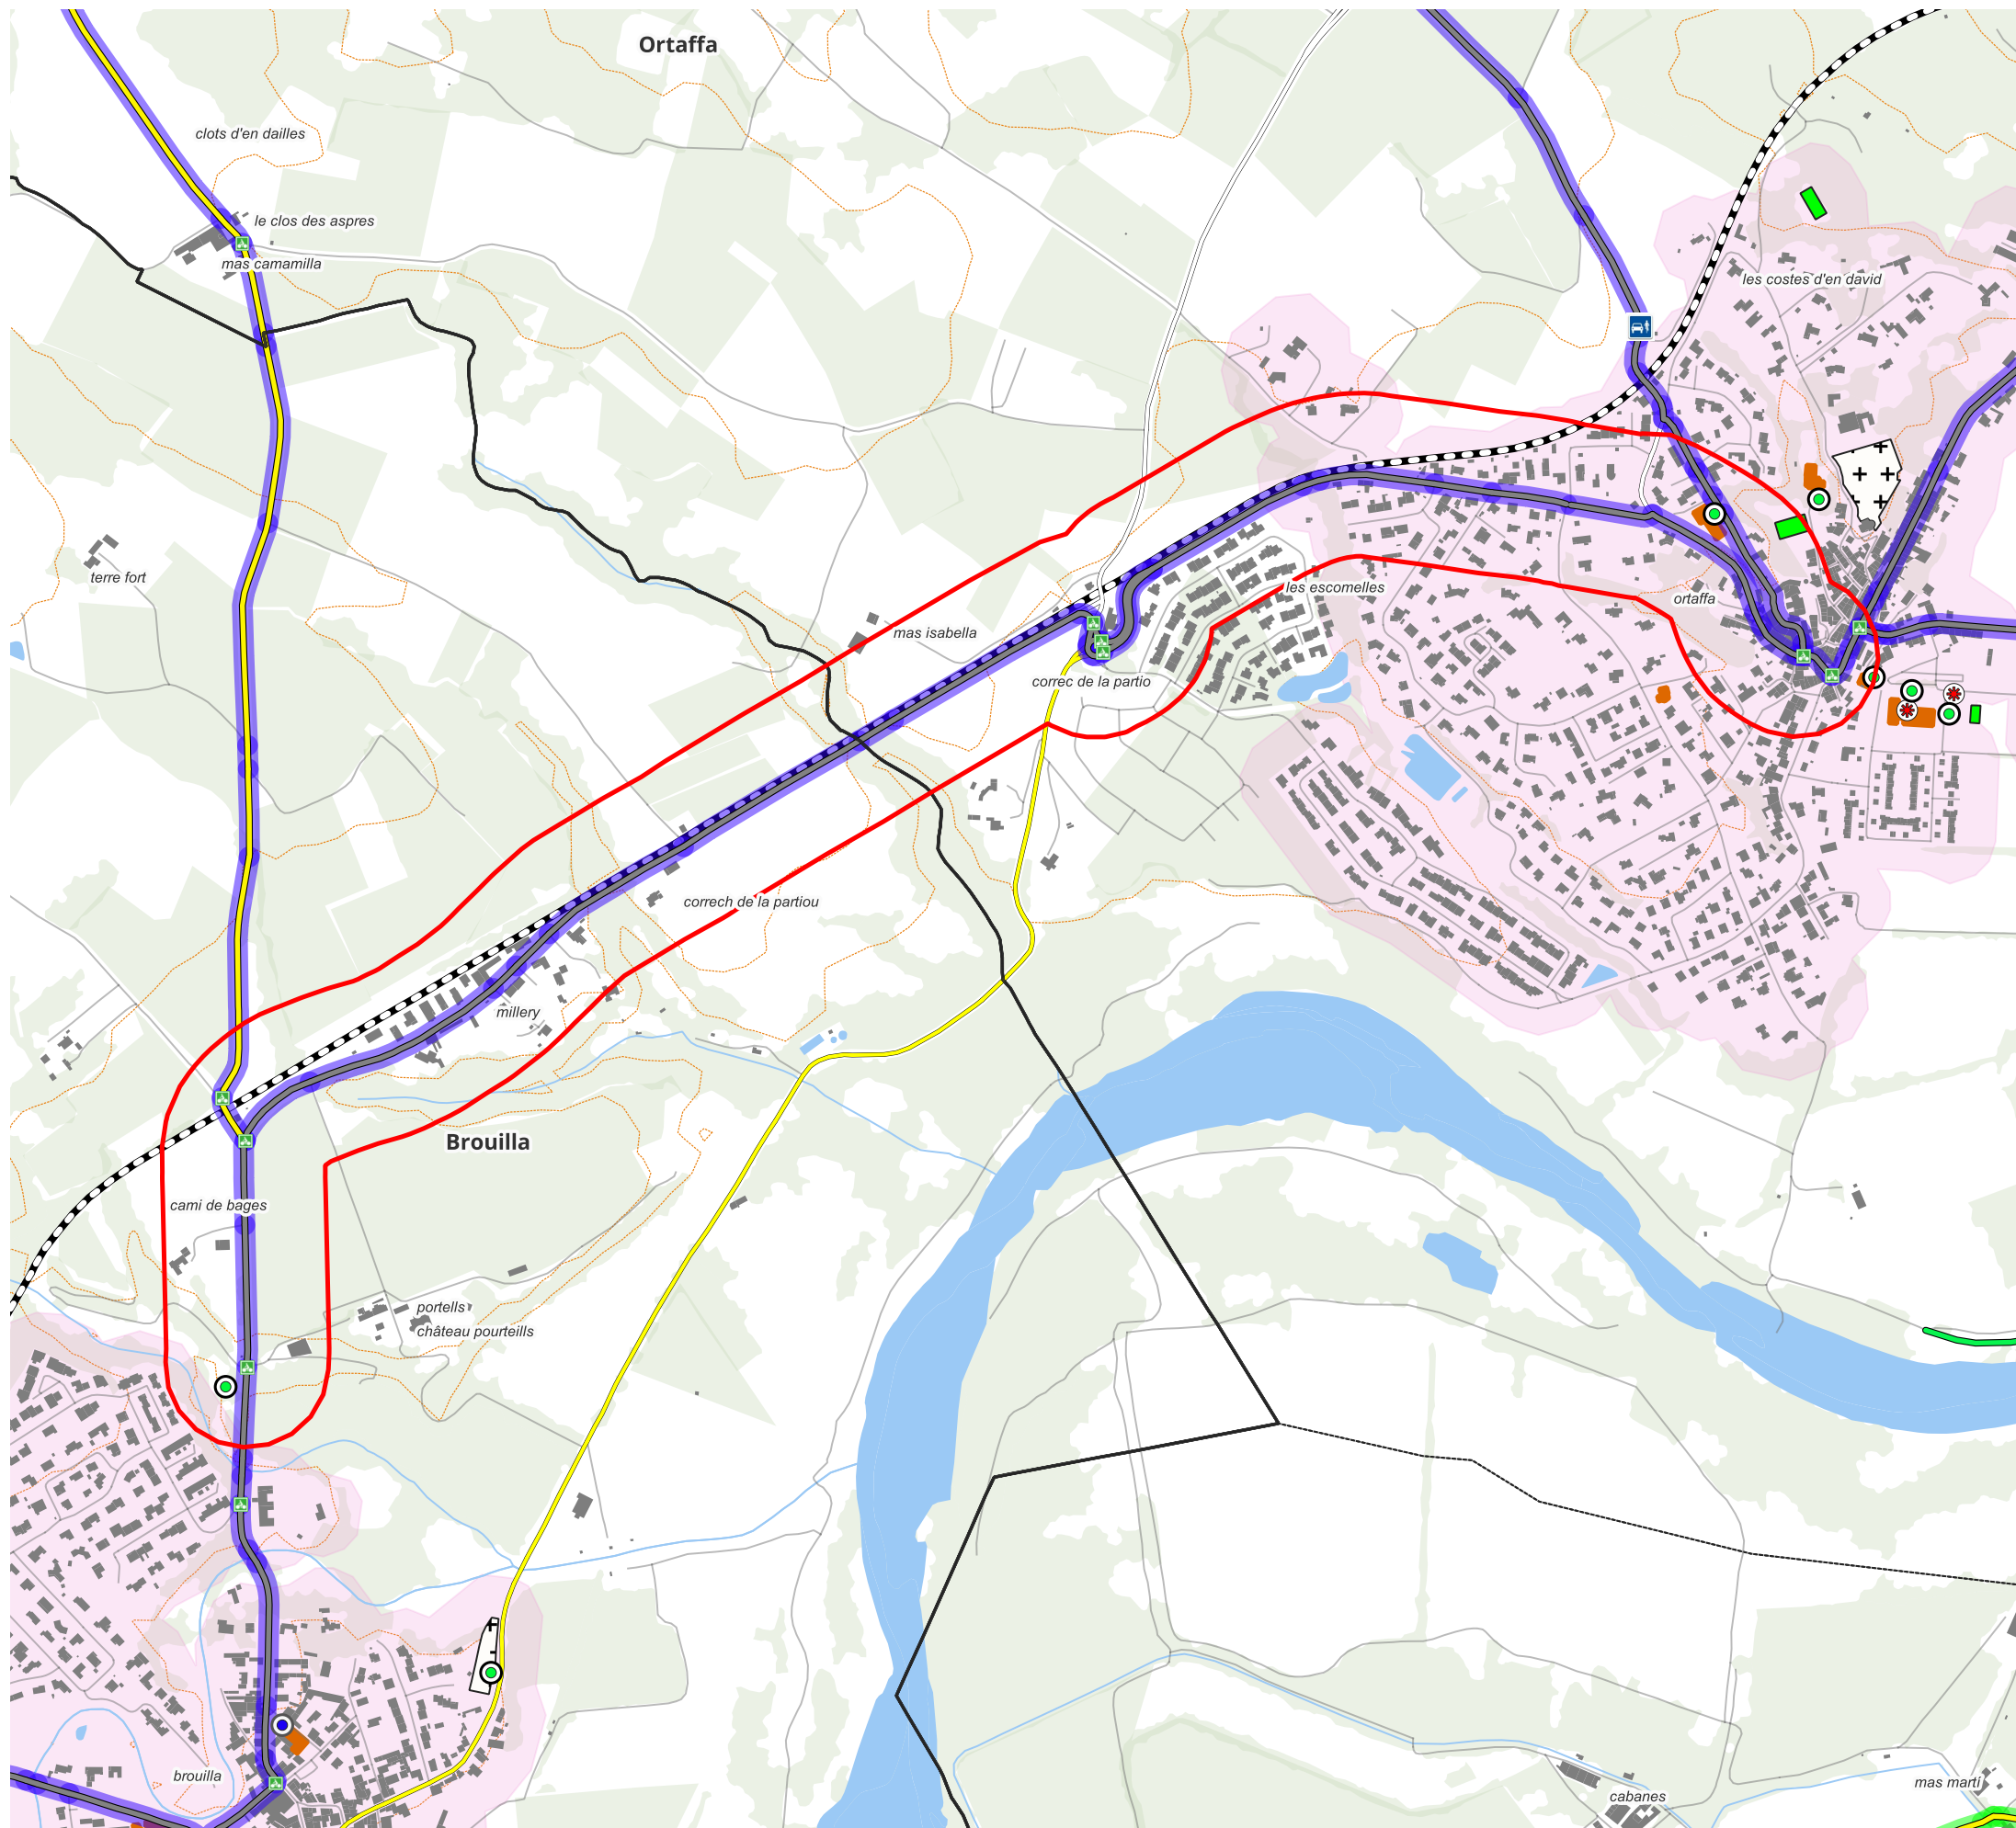 Ortaffa
clots d'en dailles
le clos des aspres
mas camamilla
les costes d'en david
terre fort
les escomelles
ortaffa
mas isabella
correc de la partio
correch de la partiou
millery
Brouilla
cami de bages
portells
château pourteills
brouilla
mas marti
cabanes